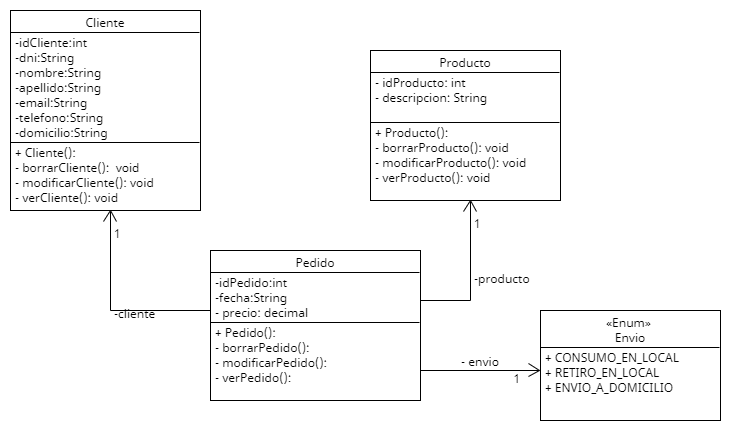 Cliente
-idCliente:int
-dni:String
-nombre:String
-apellido:String
-email:String
-telefono:String
-domicilio:String
+ Cliente():
- borrarCliente():  void
- modificarCliente(): void
- verCliente(): void
1
-cliente
Producto
- idProducto: int
- descripcion: String
+ Producto():
- borrarProducto(): void
- modificarProducto(): void
- verProducto(): void
1
-producto
Pedido
-idPedido:int
-fecha:String
- precio: decimal
+ Pedido():
- borrarPedido():
- modificarPedido():
- verPedido():
- envio
1
«Enum»
Envio
+ CONSUMO_EN_LOCAL
+ RETIRO_EN_LOCAL
+ ENVIO_A_DOMICILIO